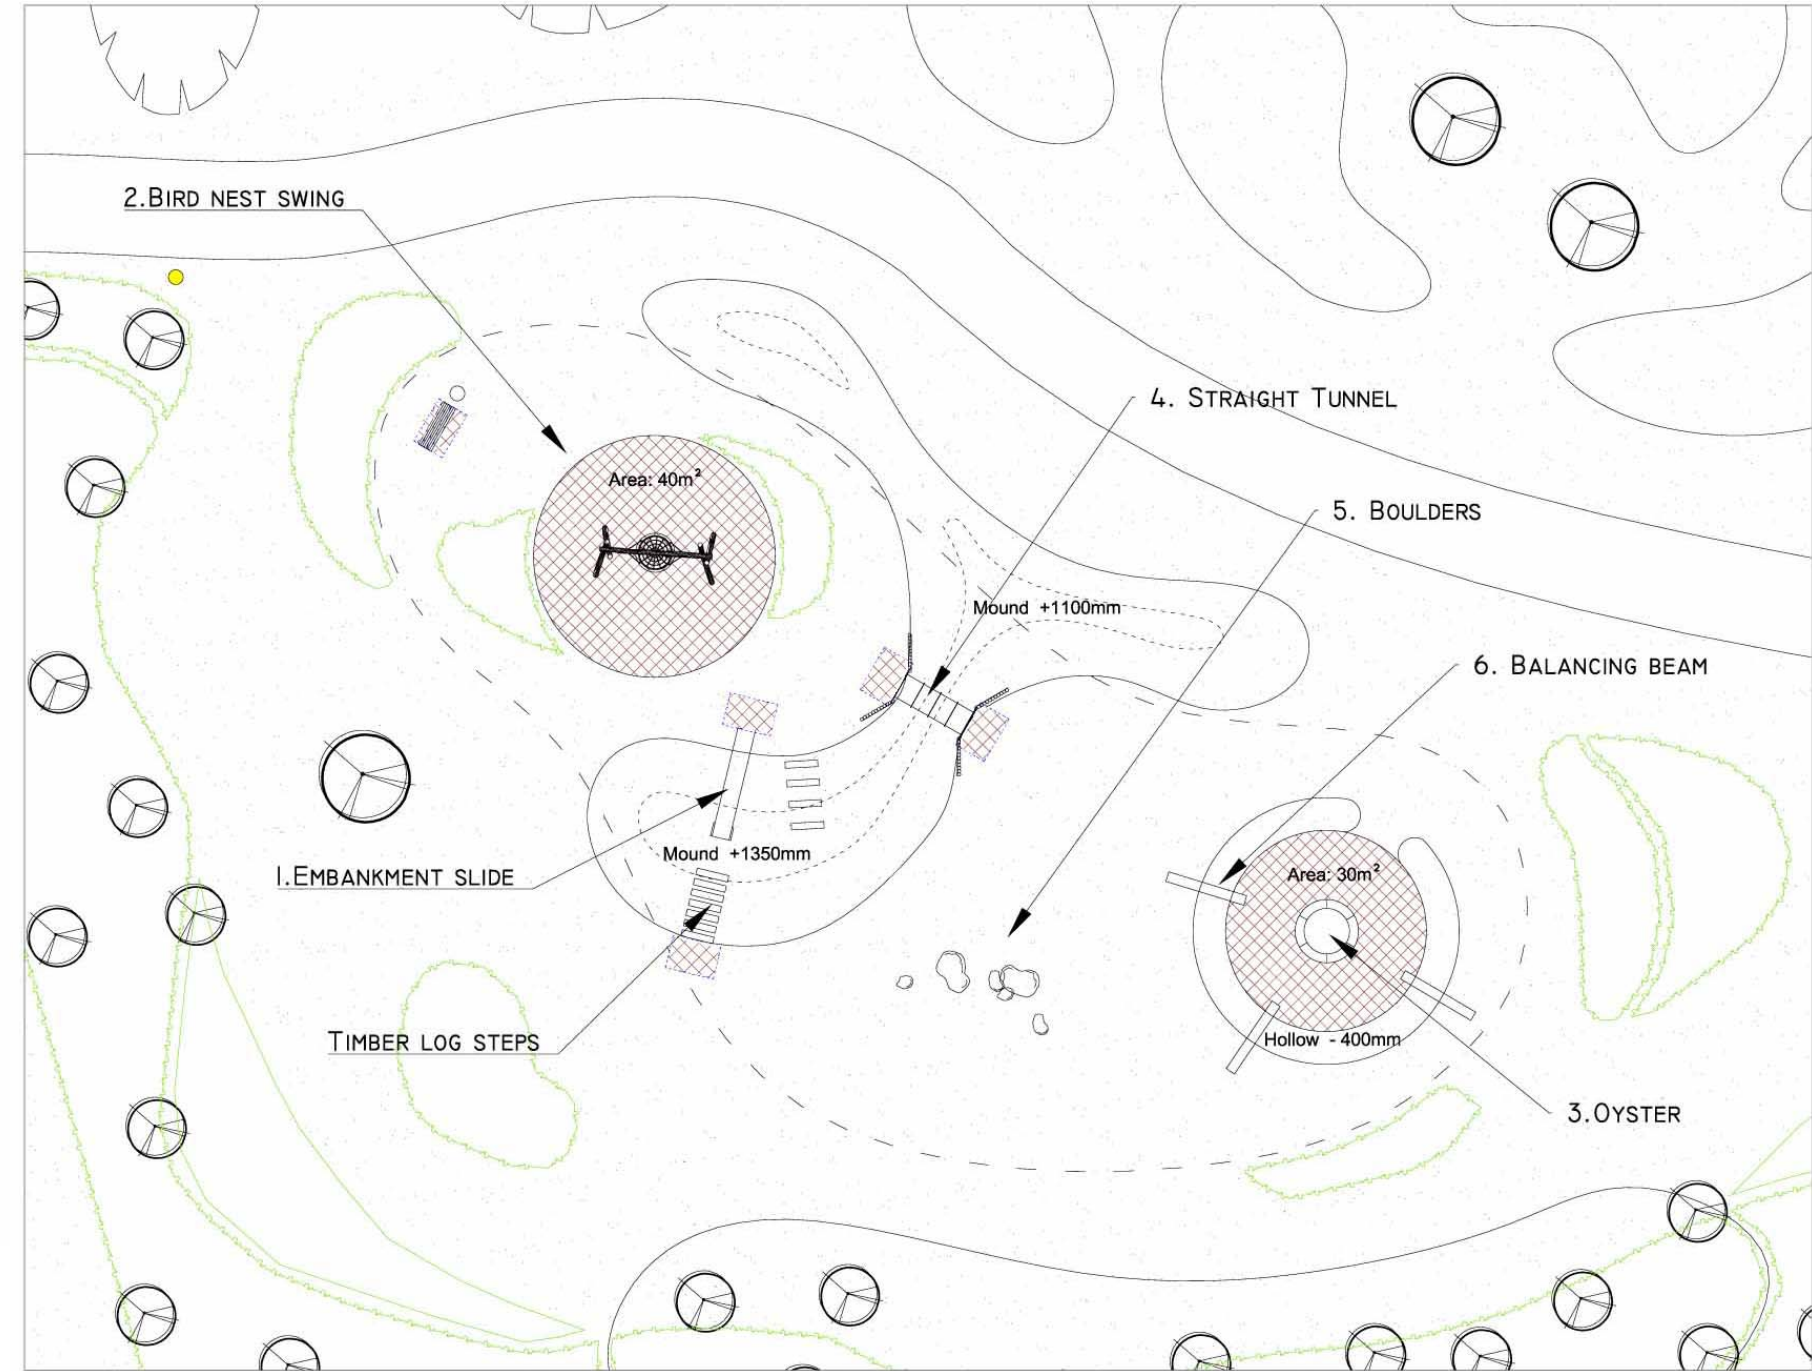 2.BIRD NEST SWING
4. STRAIGHT TUNNEL
Area: 40m²
5. BOULDERS
Mound +1100mm
6. BALANCING BEAM
Mound +1350mm
1.EMBANKMENT SLIDE
Area: 30m²
TIMBER LOG STEPS
Hollow - 400mm
3.OYSTER